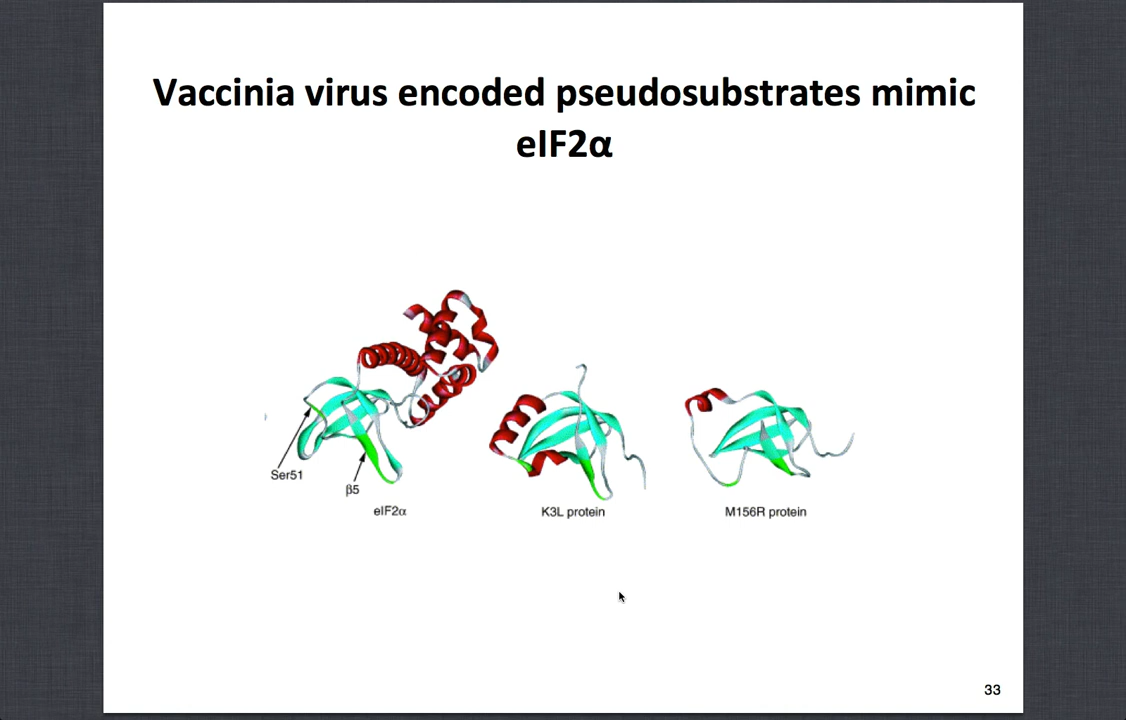 Vaccinia virus encoded pseudosubstrates mimic
eIF2α
Ser51
β5
eIF2α
K3L protein
M156R protein
33